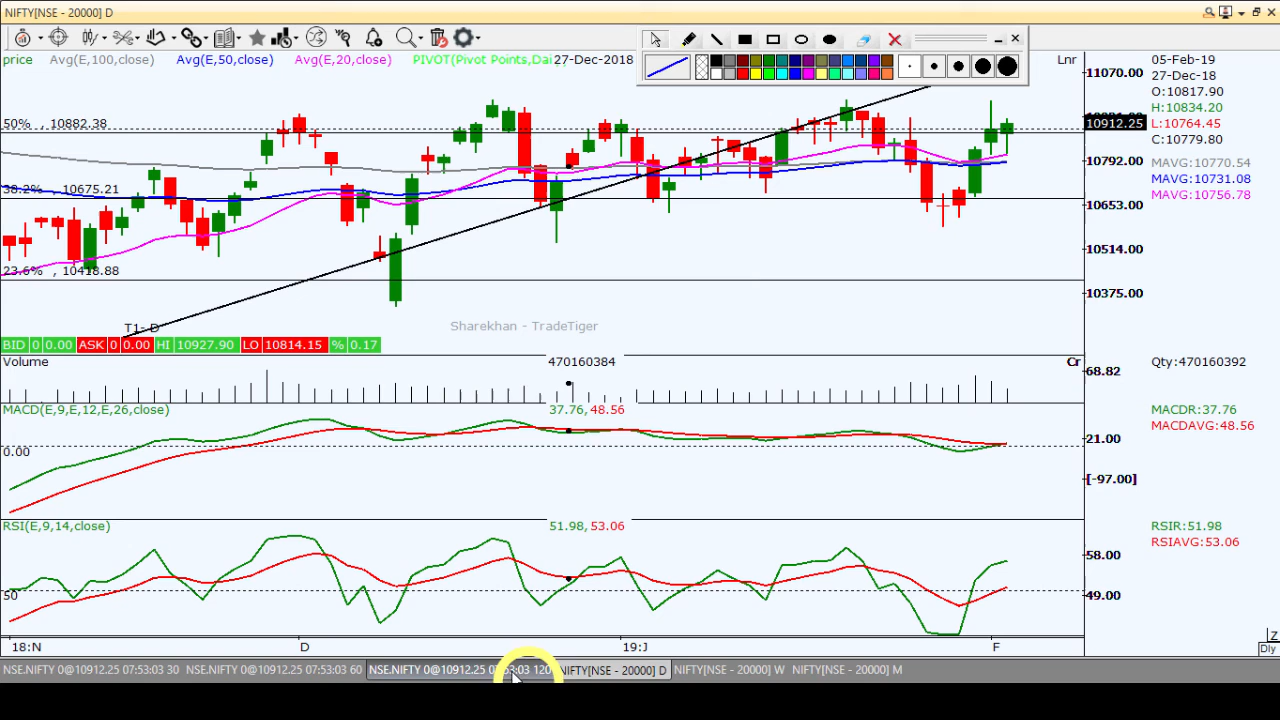 NIFTY[NSE - 20000] D
price Avg(E,100,close) Avg(E,50,close) Avg(E,20,close) PIVOT(Pivot Points,Dai 27-Dec-2018 Lnr
05-Feb-19
27-Dec-18
O:10817.90
H:10834.20
L:10764.45
C:10779.80
MAVG:10770.54
MAVG:10731.08
MAVG:10756.78
11070.00
10912.25
10792.00
10653.00
10514.00
10375.00
50% , 10882.38
38.2% , 10675.21
23.6% , 10418.88
T1- D
Sharekhan - TradeTiger
BID 0 0.00 ASK 0 0.00 HI 10927.90 LO 10814.15 % 0.17
Volume 470160384 Cr Qty:470160392
68.82
MACD(E,9,E,12,E,26,close) 37.76, 48.56 MACDR:37.76
MACDAVG:48.56
21.00
0.00
[-97.00]
RSI(E,9,14,close) 51.98, 53.06 RSIR:51.98
RSIAVG:53.06
58.00
50
49.00
18:N D 19:J F
Z
Dly
NSE.NIFTY 0@10912.25 07:53:03 30 NSE.NIFTY 0@10912.25 07:53:03 60 NSE.NIFTY 0@10912.25 07:53:03 120 NIFTY[NSE - 20000] D NIFTY[NSE - 20000] W NIFTY[NSE - 20000] M